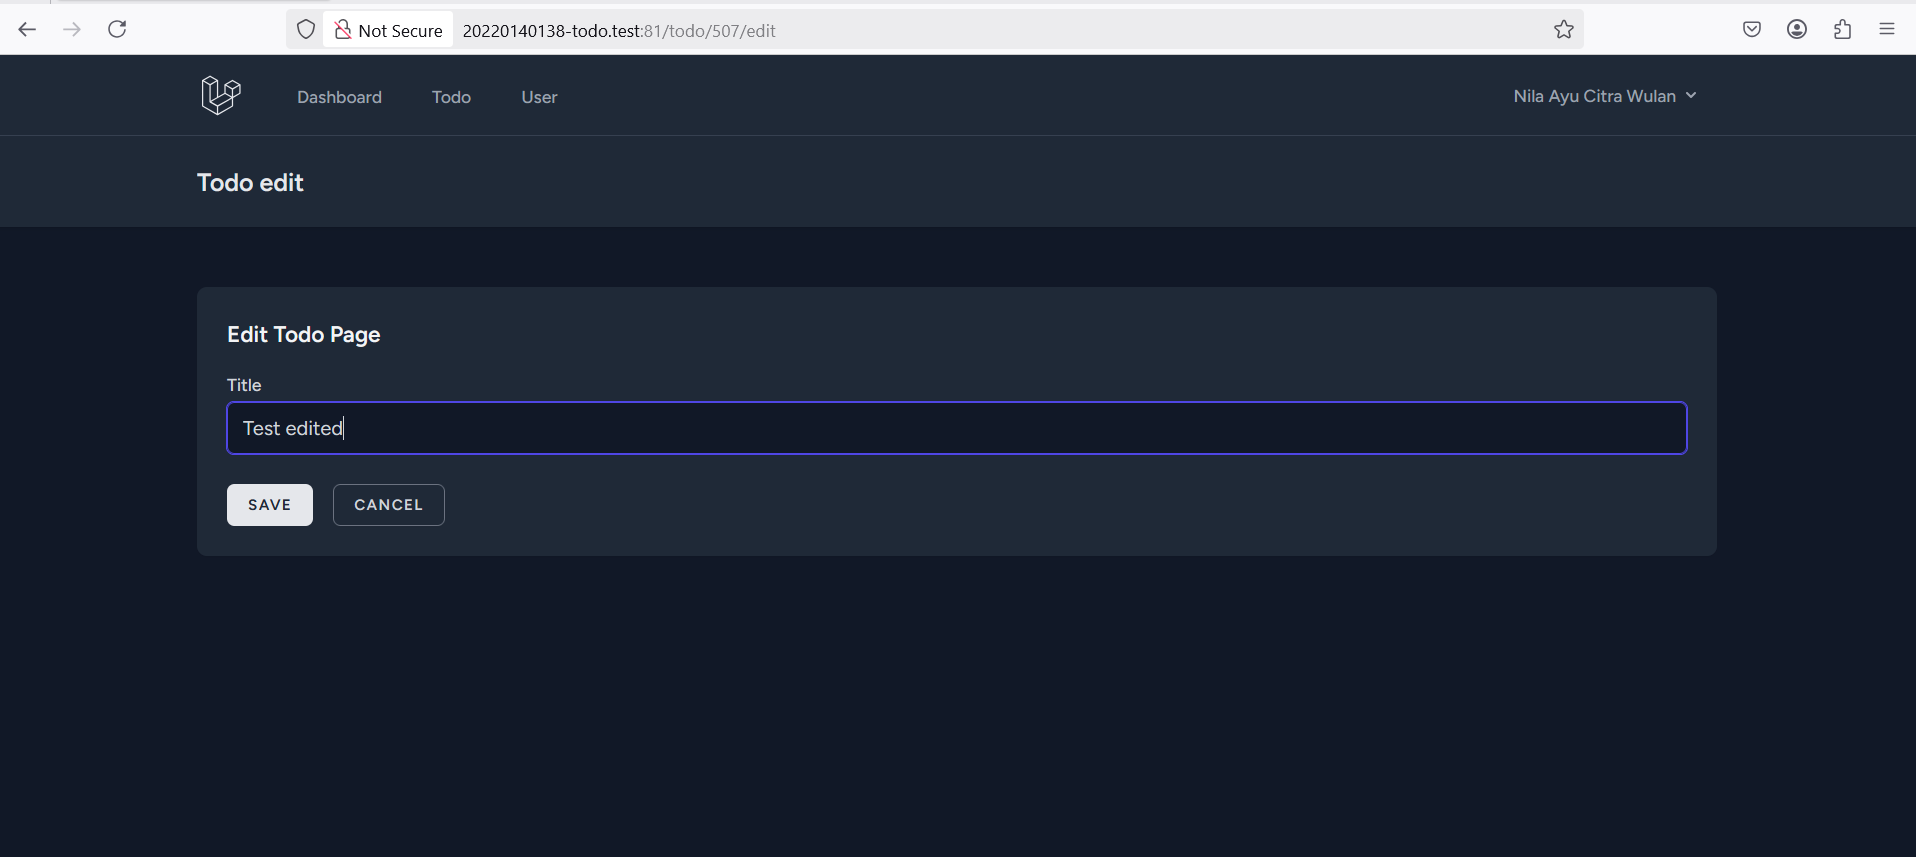 Not Secure 20220140138-todo.test:81/todo/507/edit
Dashboard Todo User Nila Ayu Citra Wulan
Todo edit
Edit Todo Page
Title
Test edited
SAVE CANCEL